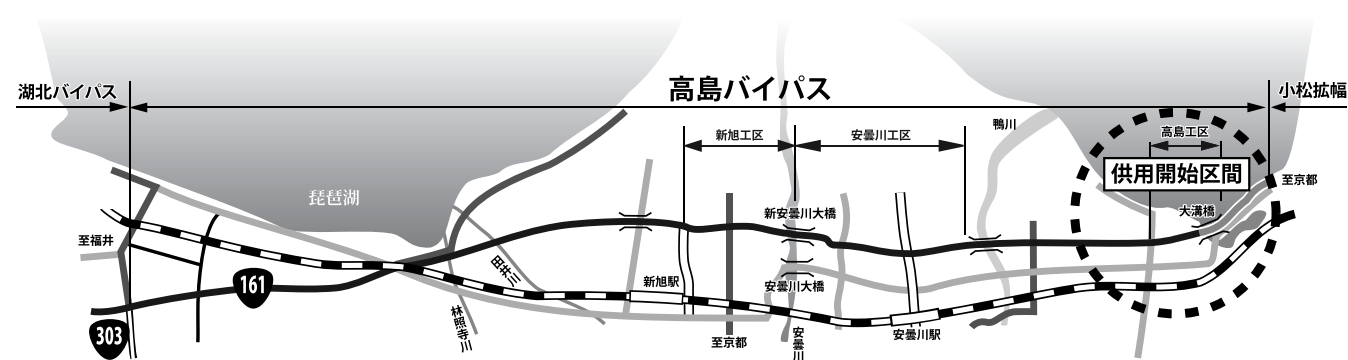 湖北バイパス
高島バイパス
小松拡幅
新旭工区
安曇川工区
鴨川
高島工区
供用開始区間
至京都
琵琶湖
大溝橋
新安曇川大橋
至福井
田井川
新旭駅
161
安曇川大橋
303
林照寺川
至京都
安曇川
安曇川駅